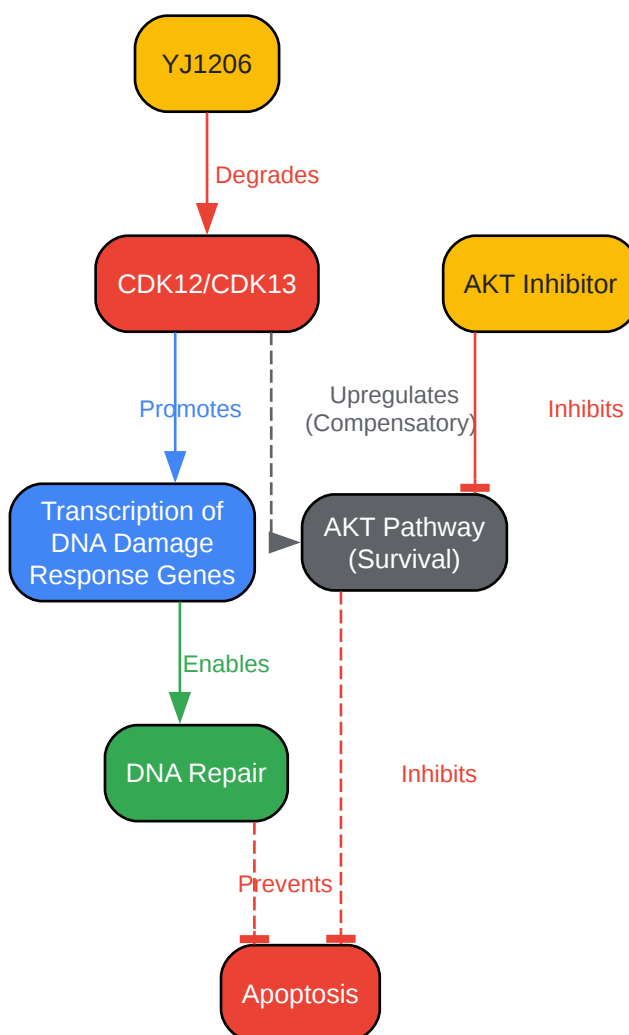 YJ1206
Degrades
CDK12/CDK13
AKT Inhibitor
Promotes
Upregulates
(Compensatory)
Inhibits
Transcription of
DNA Damage
Response Genes
AKT Pathway
(Survival)
Enables
DNA Repair
Inhibits
Prevents
Apoptosis